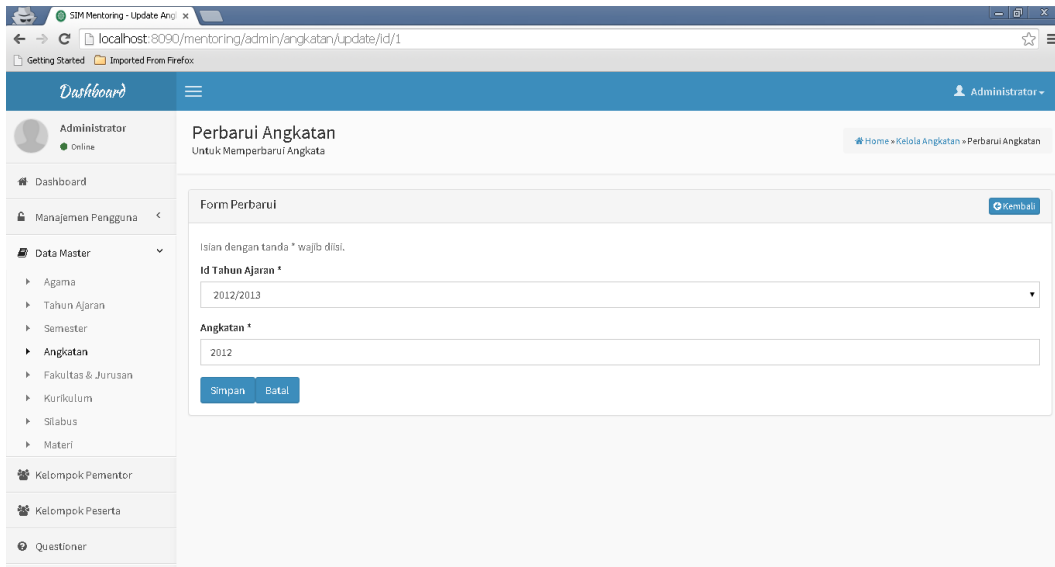 SIM Mentoring - Update Ang
localhost:8090/mentoring/admin/angkatan/update/id/1
Getting Started Imported From Firefox
Dashboard
Administrator
Administrator
Online
Perbarui Angkatan
Untuk Memperbarui Angkata
Home » Kelola Angkatan » Perbarui Angkatan
Dashboard
Manajemen Pengguna
Data Master
Agama
Tahun Ajaran
Semester
Angkatan
Fakultas & Jurusan
Kurikulum
Silabus
Materi
Kelompok Pementor
Kelompok Peserta
Questioner
Form Perbarui
Kembali
Isian dengan tanda * wajib diisi.
Id Tahun Ajaran *
2012/2013
Angkatan *
2012
Simpan Batal